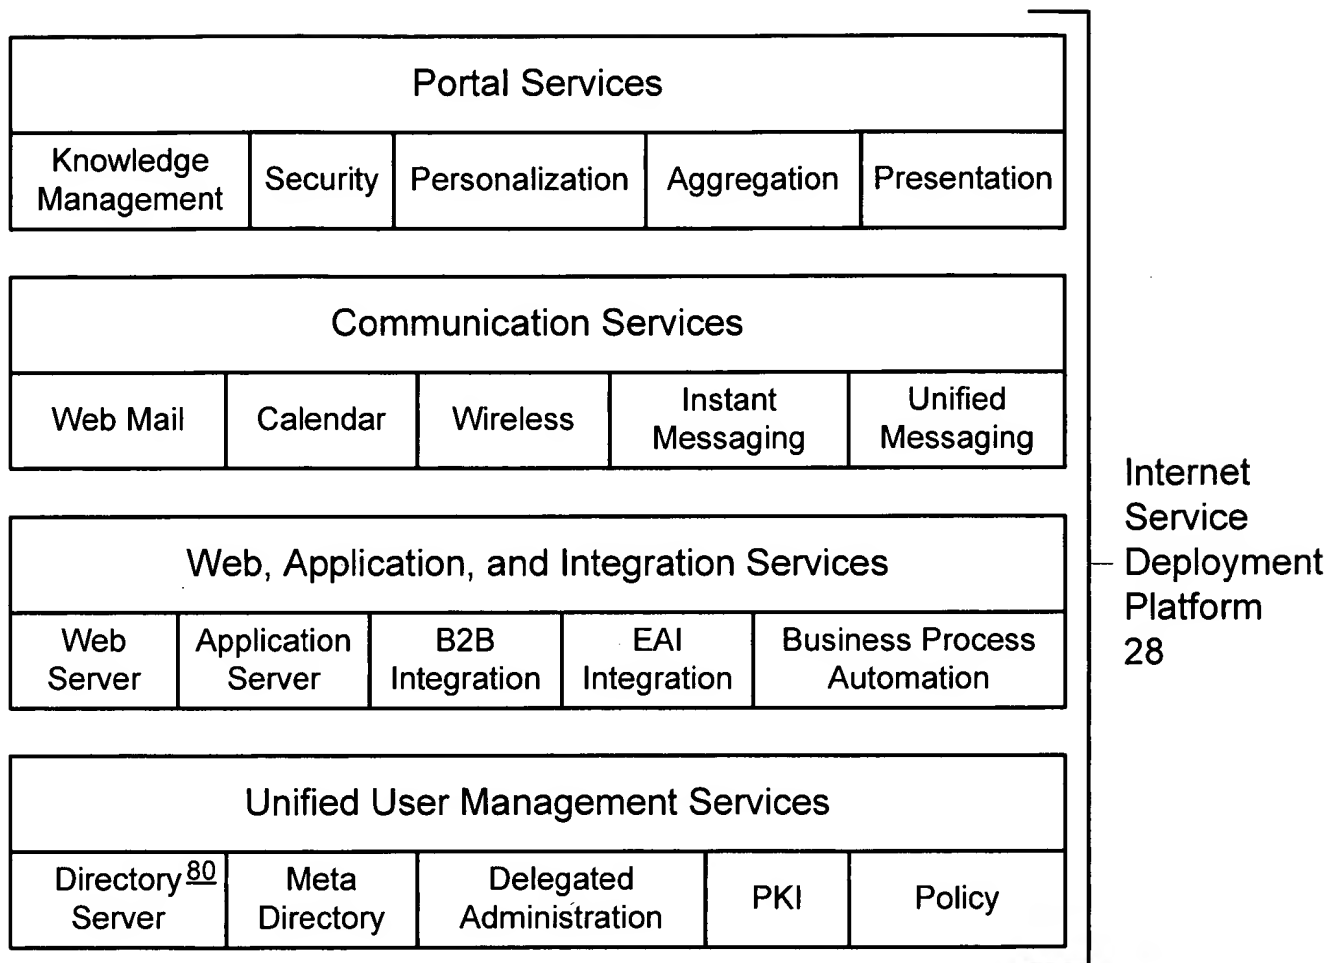 Portal Services
Knowledge
Management
Security
Personalization
Aggregation
Presentation
Communication Services
Web Mail
Calendar
Wireless
Instant
Messaging
Unified
Messaging
Web, Application, and Integration Services
Web
Server
Application
Server
B2B
Integration
EAI
Integration
Business Process
Automation
Unified User Management Services
Directory 80
Server
Meta
Directory
Delegated
Administration
PKI
Policy
Internet
Service
Deployment
Platform
28